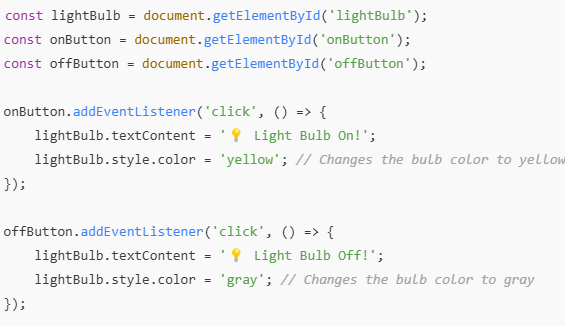 const lightBulb = document.getElementById('lightBulb');
const onButton = document.getElementById('onButton');
const offButton = document.getElementById('offButton');

onButton.addEventListener('click', () => {
    lightBulb.textContent = '💡 Light Bulb On!';
    lightBulb.style.color = 'yellow'; // Changes the bulb color to yellow
});

offButton.addEventListener('click', () => {
    lightBulb.textContent = '💡 Light Bulb Off!';
    lightBulb.style.color = 'gray'; // Changes the bulb color to gray
});